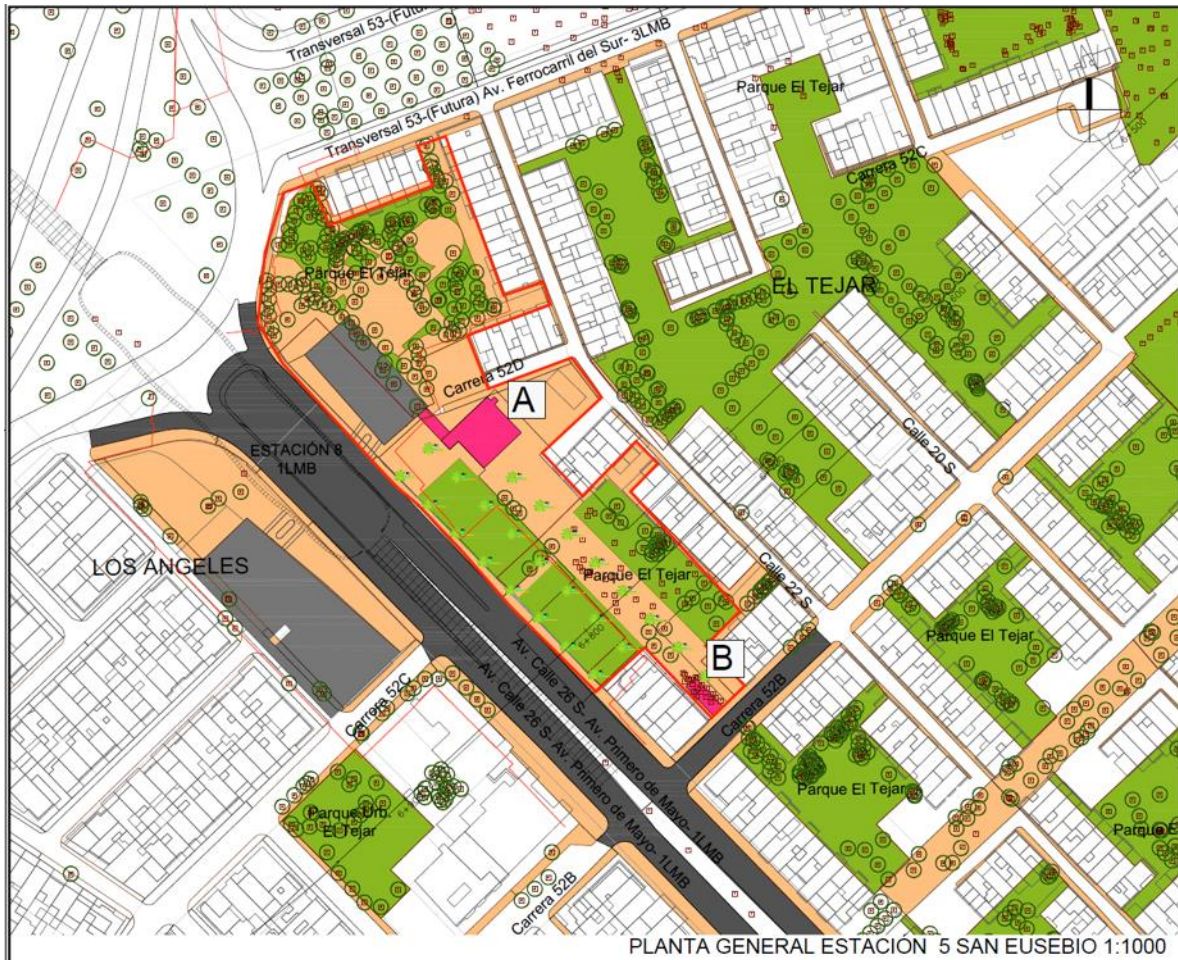 Transversal 53-(Futura)
Transversal 53-(Futura) Av. Ferrocarril del Sur- 3LMB
Parque El Tejar
Carrera 52C
Parque El Tejar
EL TEJAR
Carrera 52D
A
Calle 20 S
ESTACIÓN 8
1LMB
LOS ANGELES
Parque El Tejar
Calle 22 S
6+800
Parque El Tejar
B
Av. Calle 26 S- Av. Primero de Mayo- 1LMB
Av. Calle 26 S- Av. Primero de Mayo- 1LMB
Carrera 52B
Carrera 52C
Parque El Tejar
Parque Urb.
El Tejar
Parque El
Carrera 52B
PLANTA GENERAL ESTACIÓN 5 SAN EUSEBIO 1:1000